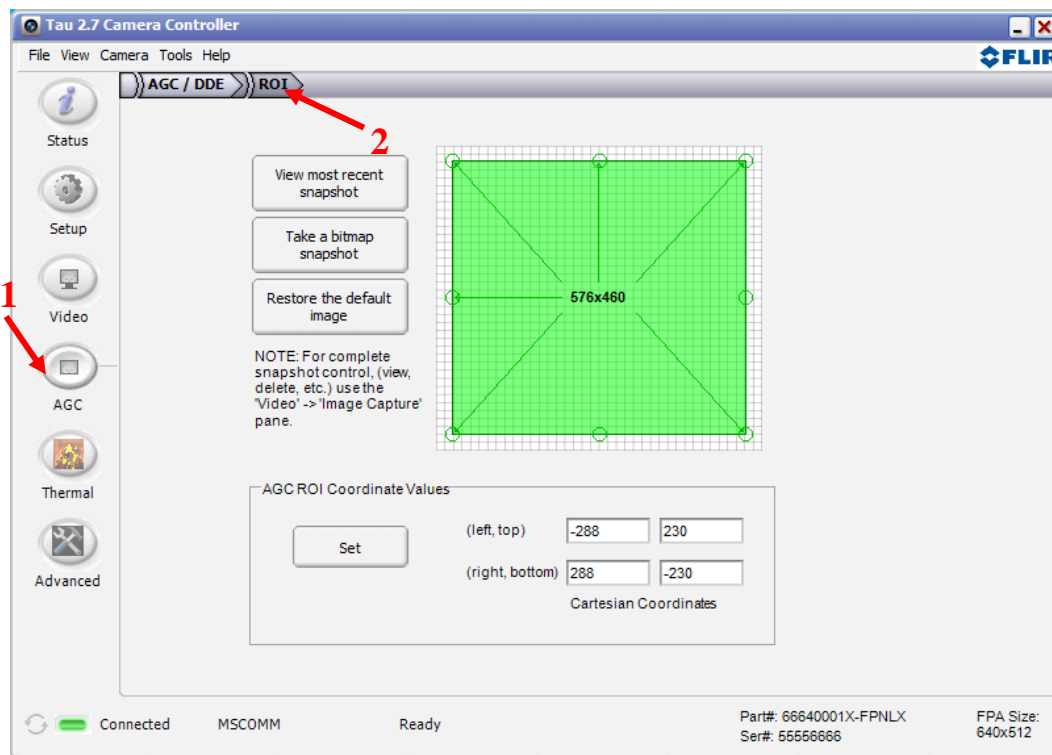 Tau 2.7 Camera Controller
File View Camera Tools Help
FLIR
AGC / DDE
ROI
2
Status
Setup
1
Video
AGC
Thermal
Advanced
View most recent
snapshot
Take a bitmap
snapshot
Restore the default
image
NOTE: For complete
snapshot control, (view,
delete, etc.) use the
'Video' -> 'Image Capture'
pane.
576x460
AGC ROI Coordinate Values
Set
(left, top) -288 230
(right, bottom) 288 -230
Cartesian Coordinates
Connected MSCOMM Ready
Part#: 66640001X-FPNLX
Ser#: 55556666
FPA Size:
640x512